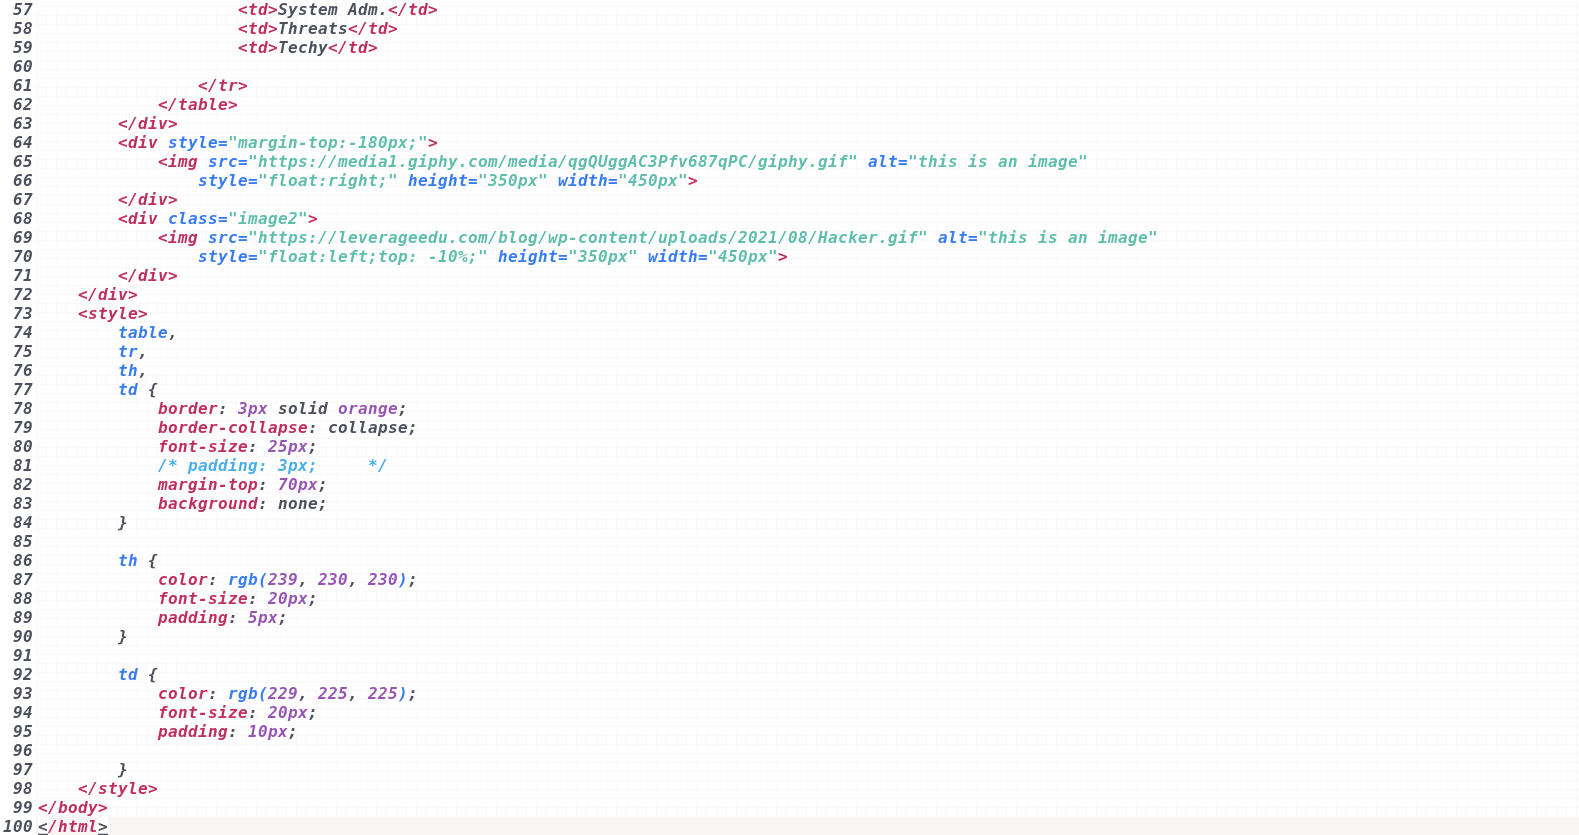 57                     <td>System Adm.</td>
58                     <td>Threats</td>
59                     <td>Techy</td>
60
61                 </tr>
62             </table>
63         </div>
64         <div style="margin-top:-180px;">
65             <img src="https://media1.giphy.com/media/qgQUggAC3Pfv687qPC/giphy.gif" alt="this is an image"
66                 style="float:right;" height="350px" width="450px">
67         </div>
68         <div class="image2">
69             <img src="https://leverageedu.com/blog/wp-content/uploads/2021/08/Hacker.gif" alt="this is an image"
70                 style="float:left;top: -10%;" height="350px" width="450px">
71         </div>
72     </div>
73     <style>
74         table,
75         tr,
76         th,
77         td {
78             border: 3px solid orange;
79             border-collapse: collapse;
80             font-size: 25px;
81             /* padding: 3px;     */
82             margin-top: 70px;
83             background: none;
84         }
85
86         th {
87             color: rgb(239, 230, 230);
88             font-size: 20px;
89             padding: 5px;
90         }
91
92         td {
93             color: rgb(229, 225, 225);
94             font-size: 20px;
95             padding: 10px;
96
97         }
98     </style>
99 </body>
100 </html>